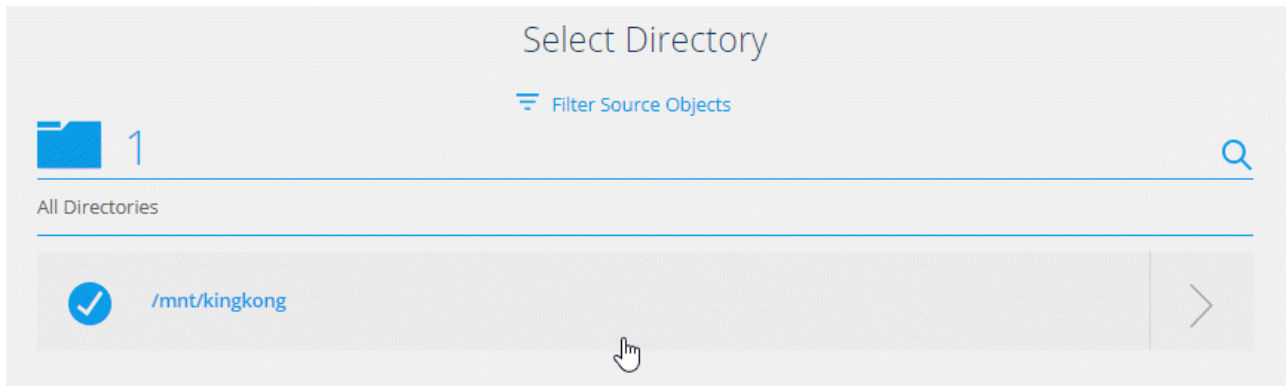 Select Directory
Filter Source Objects
1
All Directories
/mnt/kingkong